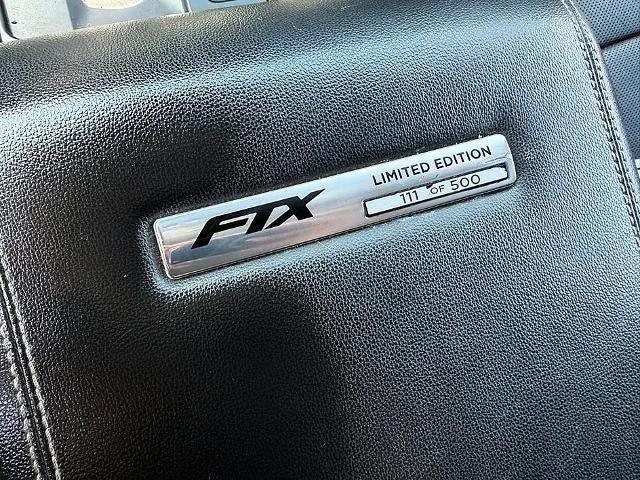 FTX
LIMITED EDITION
111 OF 500